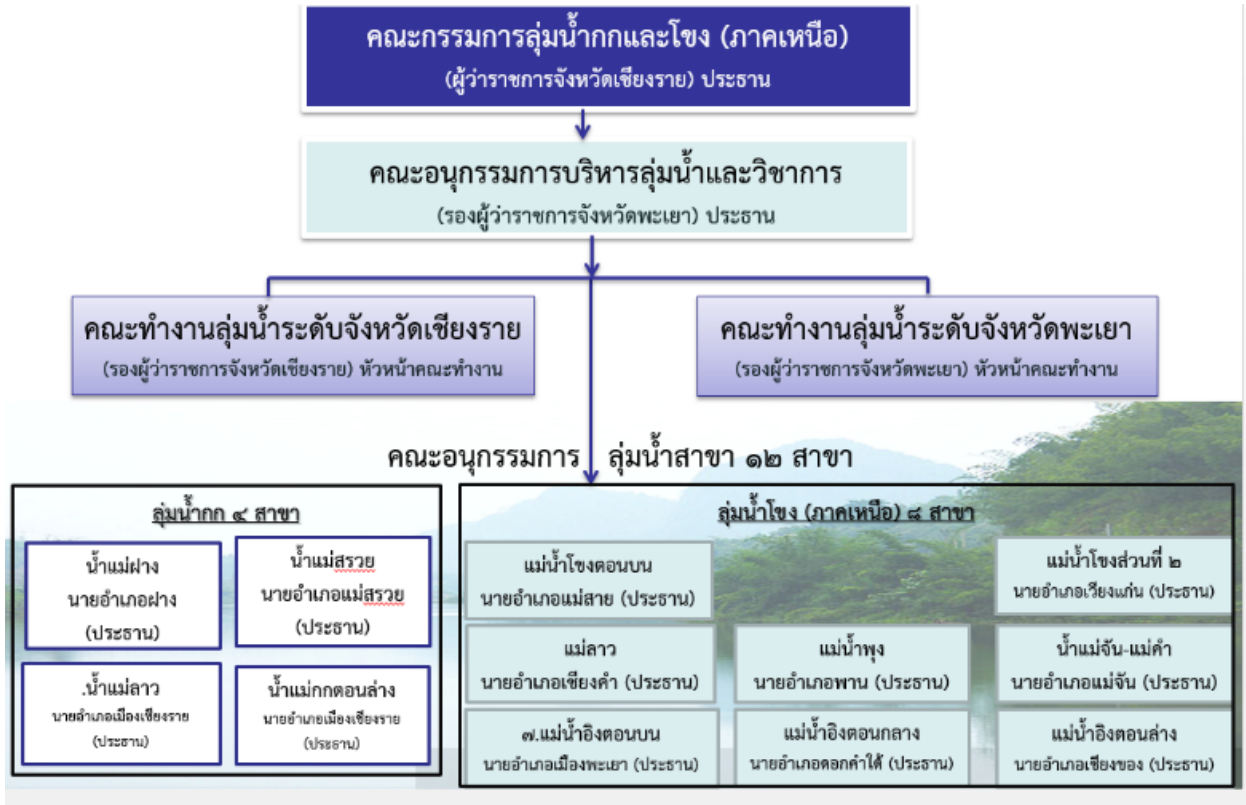 คณะกรรมการลุ่มน้ำกกและโขง (ภาคเหนือ)
(ผู้ว่าราชการจังหวัดเชียงราย) ประธาน
คณะอนุกรรมการบริหารลุ่มน้ำและวิชาการ
(รองผู้ว่าราชการจังหวัดพะเยา) ประธาน
คณะทำงานลุ่มน้ำระดับจังหวัดเชียงราย
(รองผู้ว่าราชการจังหวัดเชียงราย) หัวหน้าคณะทำงาน
คณะทำงานลุ่มน้ำระดับจังหวัดพะเยา
(รองผู้ว่าราชการจังหวัดพะเยา) หัวหน้าคณะทำงาน
คณะอนุกรรมการ ลุ่มน้ำสาขา ๑๒ สาขา
ลุ่มน้ำกก ๔ สาขา
น้ำแม่ฝาง
นายอำเภอฝาง
(ประธาน)
น้ำแม่สรวย
นายอำเภอแม่สรวย
(ประธาน)
.น้ำแม่ลาว
นายอำเภอเมืองเชียงราย
(ประธาน)
น้ำแม่กกตอนล่าง
นายอำเภอเมืองเชียงราย
(ประธาน)
ลุ่มน้ำโขง (ภาคเหนือ) ๘ สาขา
แม่น้ำโขงตอนบน
นายอำเภอแม่สาย (ประธาน)
แม่น้ำโขงส่วนที่ ๒
นายอำเภอเวียงแก่น (ประธาน)
แม่ลาว
นายอำเภอเชียงคำ (ประธาน)
แม่น้ำพุง
นายอำเภอพาน (ประธาน)
น้ำแม่จัน-แม่คำ
นายอำเภอแม่จัน (ประธาน)
๗.แม่น้ำอิงตอนบน
นายอำเภอเมืองพะเยา (ประธาน)
แม่น้ำอิงตอนกลาง
นายอำเภอดอกคำใต้ (ประธาน)
แม่น้ำอิงตอนล่าง
นายอำเภอเชียงของ (ประธาน)